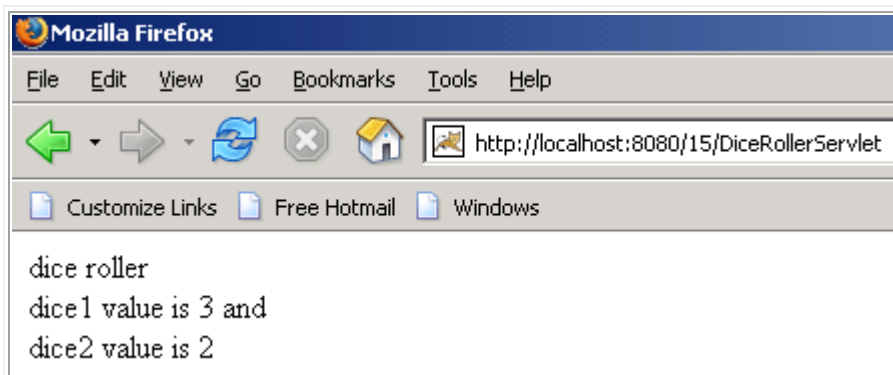 Mozilla Firefox
File Edit View Go Bookmarks Tools Help
http://localhost:8080/15/DiceRollerServlet
Customize Links Free Hotmail Windows
dice roller
dice1 value is 3 and
dice2 value is 2